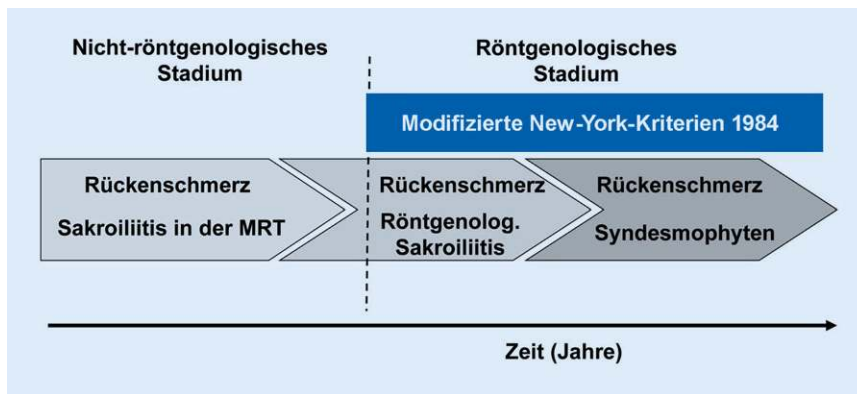 Nicht-röntgenologisches
Stadium
Röntgenologisches
Stadium
Modifizierte New-York-Kriterien 1984
Rückenschmerz
Sakroiliitis in der MRT
Rückenschmerz
Röntgenolog.
Sakroiliitis
Rückenschmerz
Syndesmophyten
Zeit (Jahre)